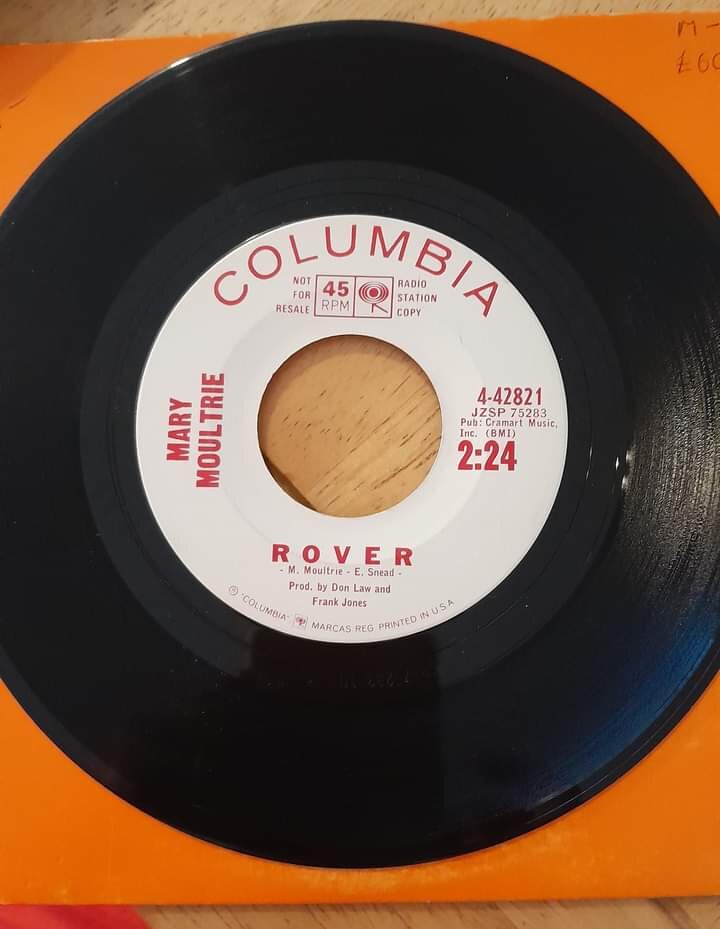 M-
£60
COLUMBIA
NOT
FOR
RESALE
45
RPM
RADIO
STATION
COPY
MARY
MOULTRIE
4-42821
JZSP 75283
Pub: Cramart Music,
Inc. (BMI)
2:24
ROVER
- M. Moultrie - E. Snead -
Prod. by Don Law and
Frank Jones
Ⓟ "COLUMBIA" MARCAS REG. PRINTED IN U.S.A